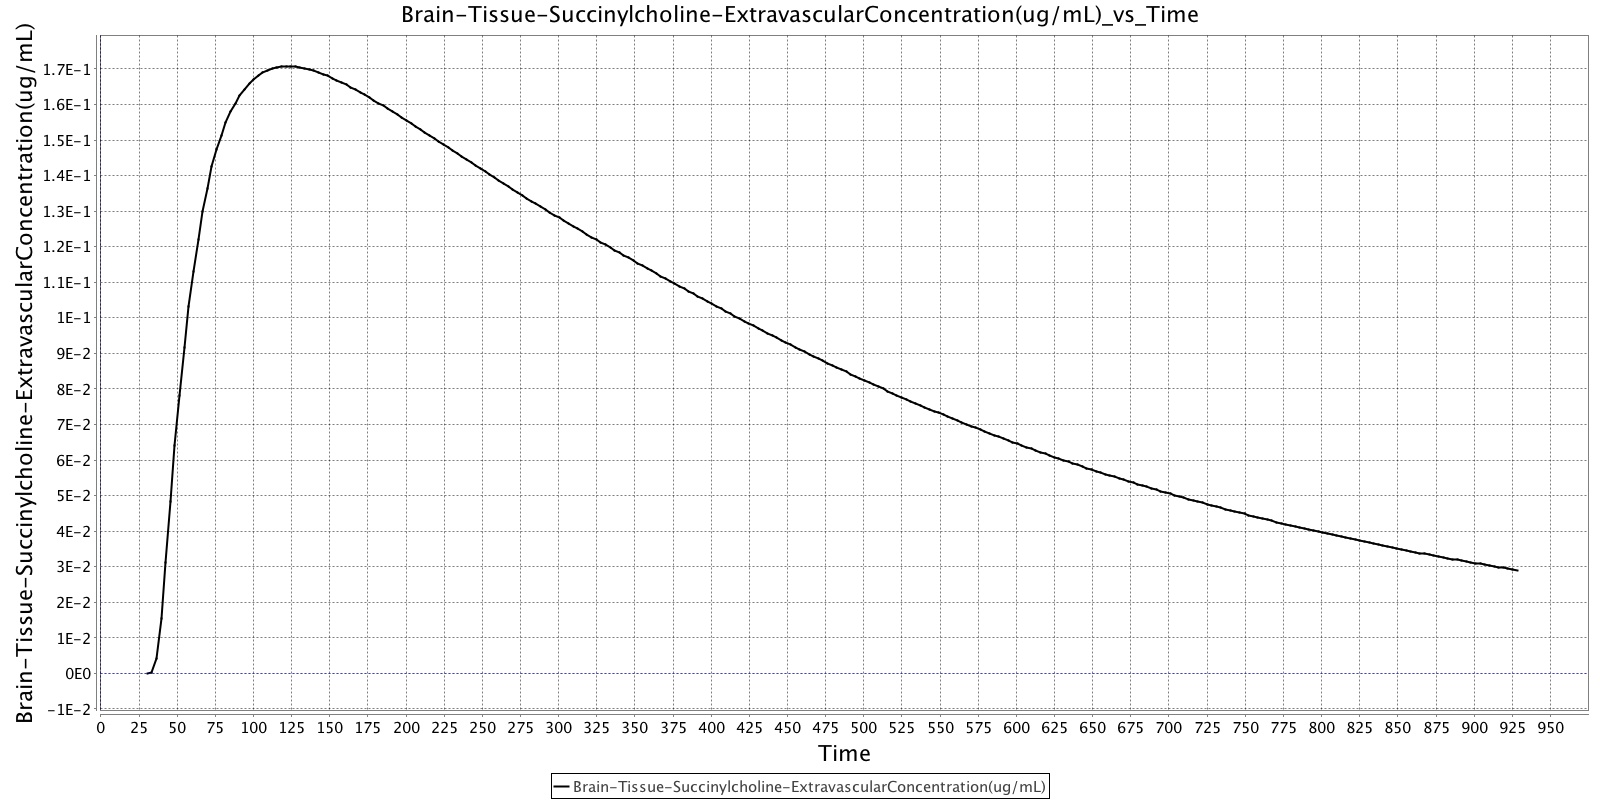 Brain-Tissue-Succinylcholine-ExtravascularConcentration(ug/mL)_vs_Time
Brain-Tissue-Succinylcholine-ExtravascularConcentration(ug/mL)
1.7E-1
1.6E-1
1.5E-1
1.4E-1
1.3E-1
1.2E-1
1.1E-1
1E-1
9E-2
8E-2
7E-2
6E-2
5E-2
4E-2
3E-2
2E-2
1E-2
0E0
-1E-2
0 25 50 75 100 125 150 175 200 225 250 275 300 325 350 375 400 425 450 475 500 525 550 575 600 625 650 675 700 725 750 775 800 825 850 875 900 925 950
Time
Brain-Tissue-Succinylcholine-ExtravascularConcentration(ug/mL)